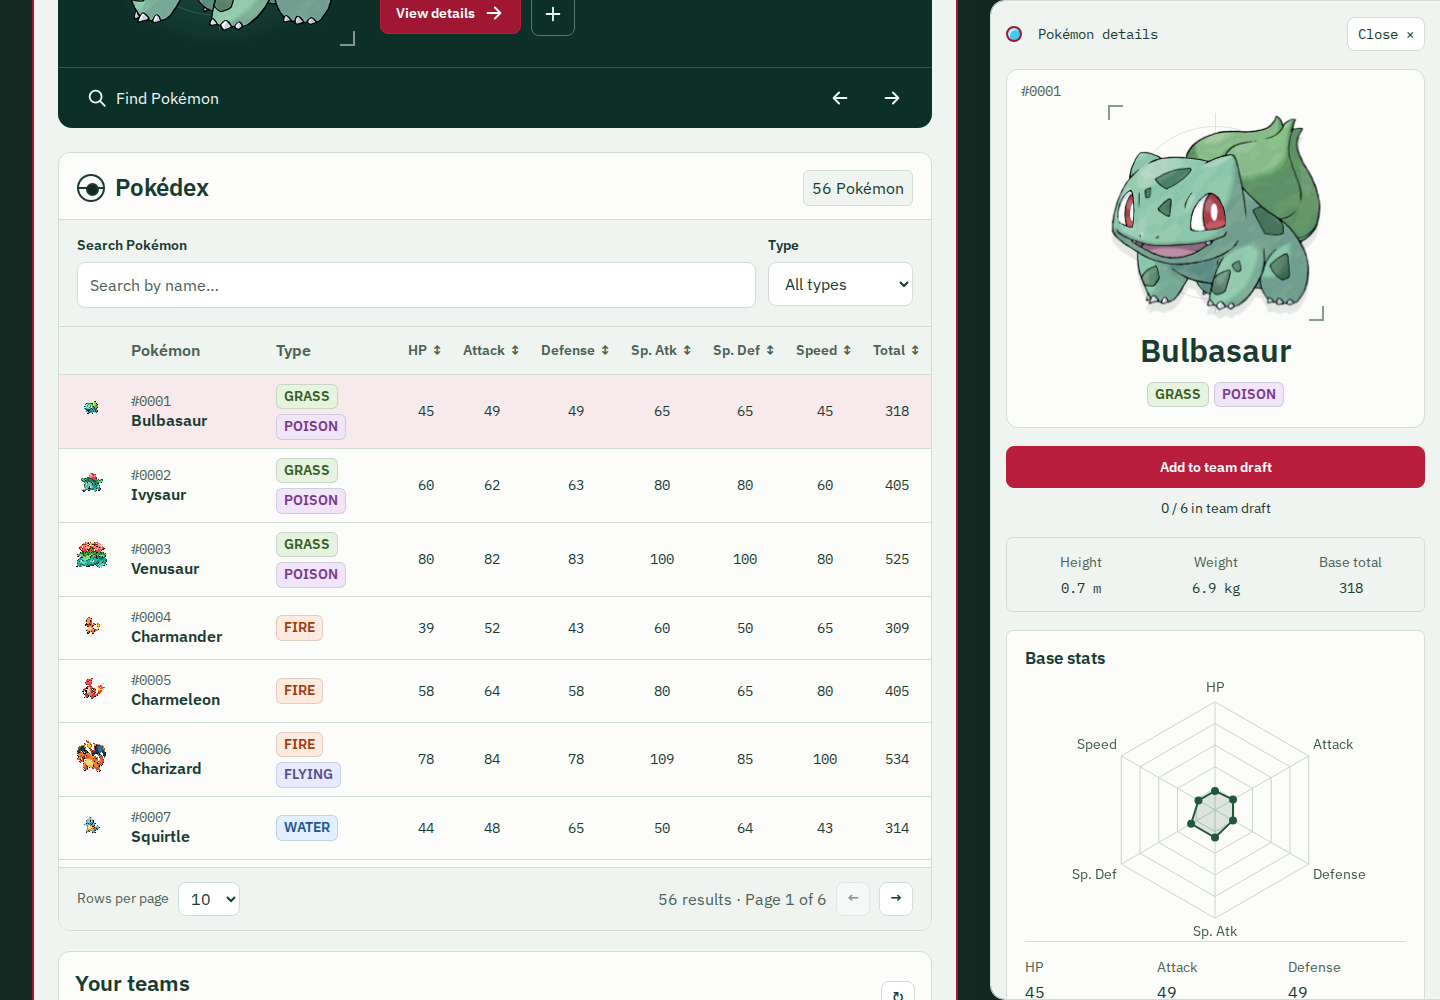 View details →
+
Find Pokémon
← →
Pokédex
56 Pokémon
Search Pokémon
Type
Search by name...
All types
Pokémon Type HP ↕ Attack ↕ Defense ↕ Sp. Atk ↕ Sp. Def ↕ Speed ↕ Total ↕
#0001
Bulbasaur
GRASS
POISON
45 49 49 65 65 45 318
#0002
Ivysaur
GRASS
POISON
60 62 63 80 80 60 405
#0003
Venusaur
GRASS
POISON
80 82 83 100 100 80 525
#0004
Charmander
FIRE
39 52 43 60 50 65 309
#0005
Charmeleon
FIRE
58 64 58 80 65 80 405
#0006
Charizard
FIRE
FLYING
78 84 78 109 85 100 534
#0007
Squirtle
WATER
44 48 65 50 64 43 314
Rows per page 10
56 results · Page 1 of 6 ← →
Your teams
↻
Pokémon details
Close ×
#0001
Bulbasaur
GRASS POISON
Add to team draft
0 / 6 in team draft
Height Weight Base total
0.7 m 6.9 kg 318
Base stats
HP
Speed Attack
Sp. Def Defense
Sp. Atk
HP Attack Defense
45 49 49